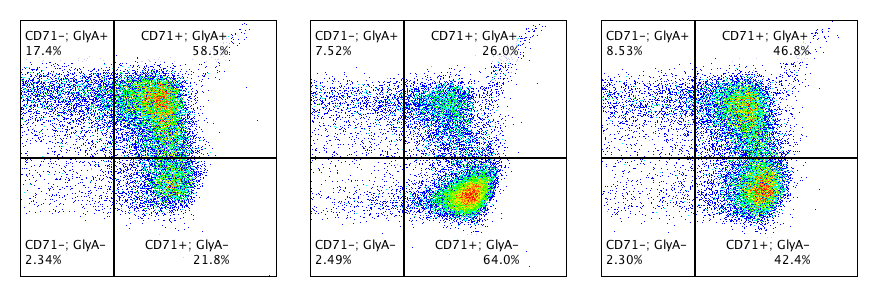 CD71-; GlyA+ CD71+; GlyA+
17.4% 58.5%
CD71-; GlyA- CD71+; GlyA-
2.34% 21.8%
CD71-; GlyA+ CD71+; GlyA+
7.52% 26.0%
CD71-; GlyA- CD71+; GlyA-
2.49% 64.0%
CD71-; GlyA+ CD71+; GlyA+
8.53% 46.8%
CD71-; GlyA- CD71+; GlyA-
2.30% 42.4%